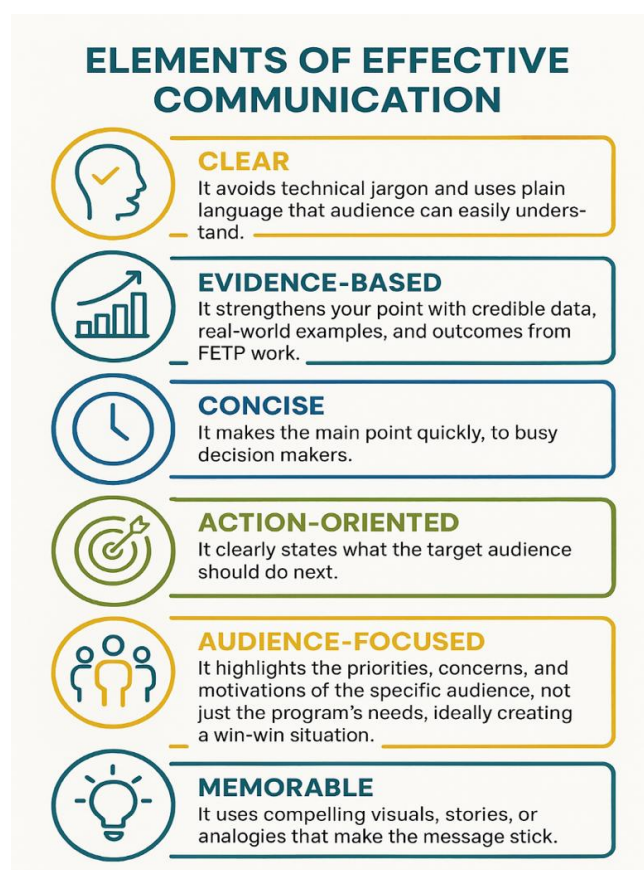 ELEMENTS OF EFFECTIVE
COMMUNICATION
CLEAR
It avoids technical jargon and uses plain
language that audience can easily unders-
tand.
EVIDENCE-BASED
It strengthens your point with credible data,
real-world examples, and outcomes from
FETP work.
CONCISE
It makes the main point quickly, to busy
decision makers.
ACTION-ORIENTED
It clearly states what the target audience
should do next.
AUDIENCE-FOCUSED
It highlights the priorities, concerns, and
motivations of the specific audience, not
just the program’s needs, ideally creating
a win-win situation.
MEMORABLE
It uses compelling visuals, stories, or
analogies that make the message stick.